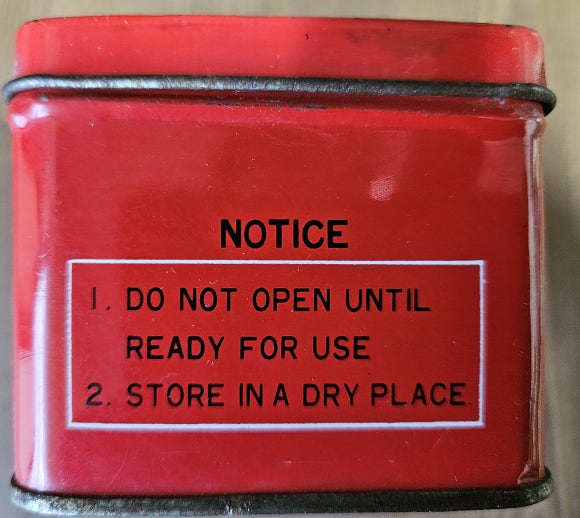 NOTICE
1. DO NOT OPEN UNTIL
READY FOR USE
2. STORE IN A DRY PLACE.